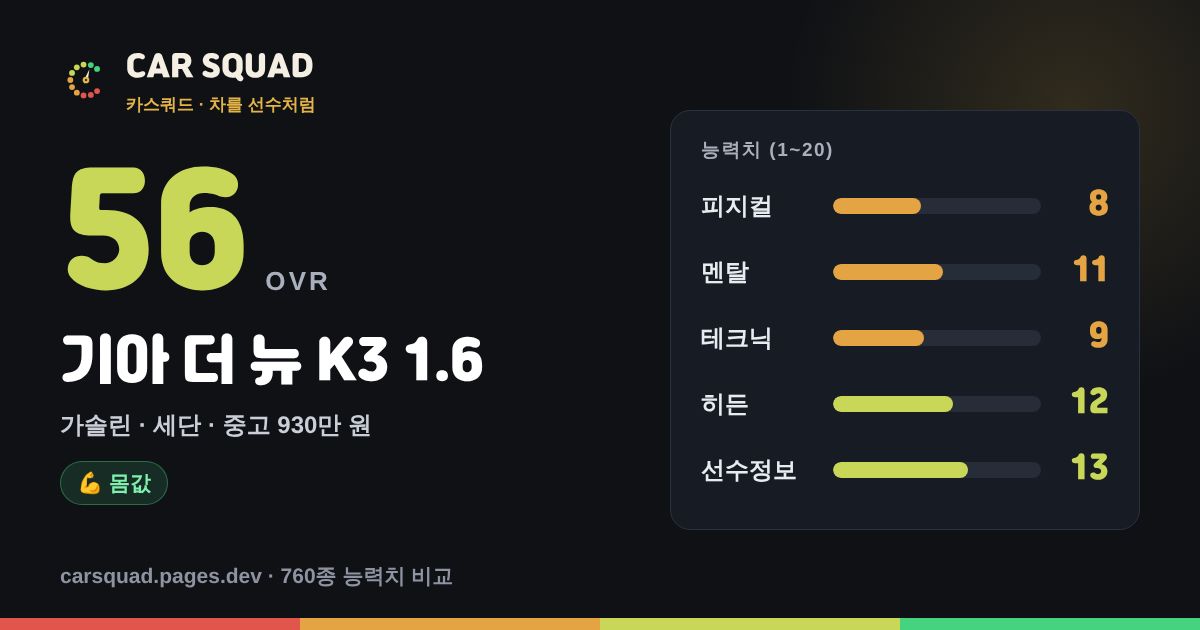 CAR SQUAD
카스쿼드 · 차를 선수처럼
56 OVR
기아 더 뉴 K3 1.6
가솔린 · 세단 · 중고 930만 원
💪 몸값
carsquad.pages.dev · 760종 능력치 비교
능력치 (1~20)
피지컬 8
멘탈 11
테크닉 9
히든 12
선수정보 13